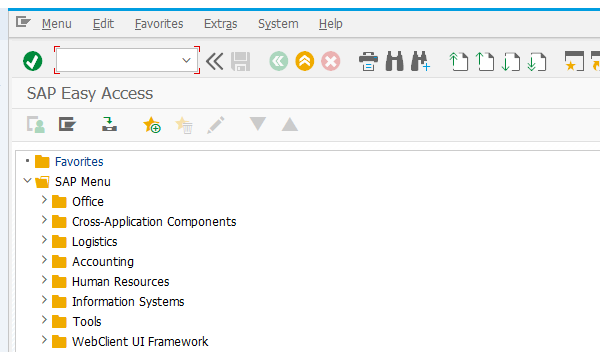 Menu Edit Favorites Extras System Help
SAP Easy Access
Favorites
SAP Menu
Office
Cross-Application Components
Logistics
Accounting
Human Resources
Information Systems
Tools
WebClient UI Framework